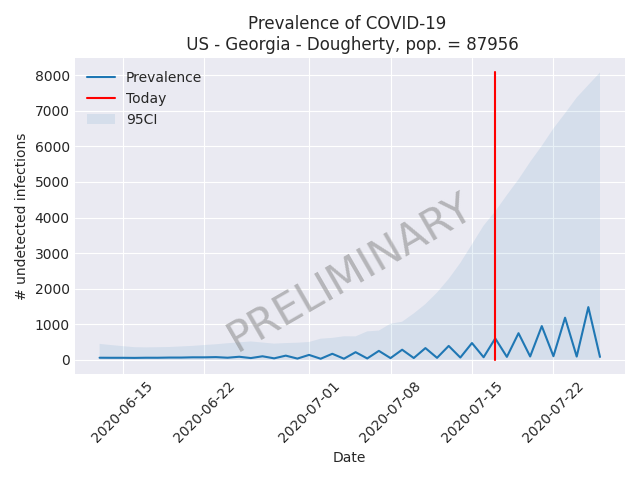 Prevalence of COVID-19
US - Georgia - Dougherty, pop. = 87956
Prevalence
Today
95CI
8000
7000
6000
5000
4000
3000
2000
1000
0
# undetected infections
PRELIMINARY
2020-06-15
2020-06-22
2020-07-01
2020-07-08
2020-07-15
2020-07-22
Date